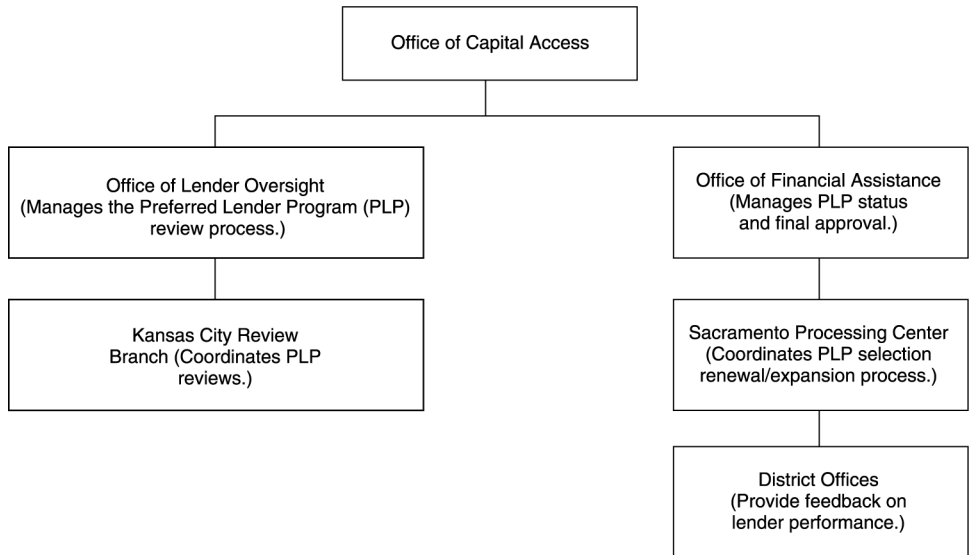 Office of Capital Access
Office of Lender Oversight
(Manages the Preferred Lender Program (PLP)
review process.)
Office of Financial Assistance
(Manages PLP status
and final approval.)
Kansas City Review
Branch (Coordinates PLP
reviews.)
Sacramento Processing Center
(Coordinates PLP selection
renewal/expansion process.)
District Offices
(Provide feedback on
lender performance.)